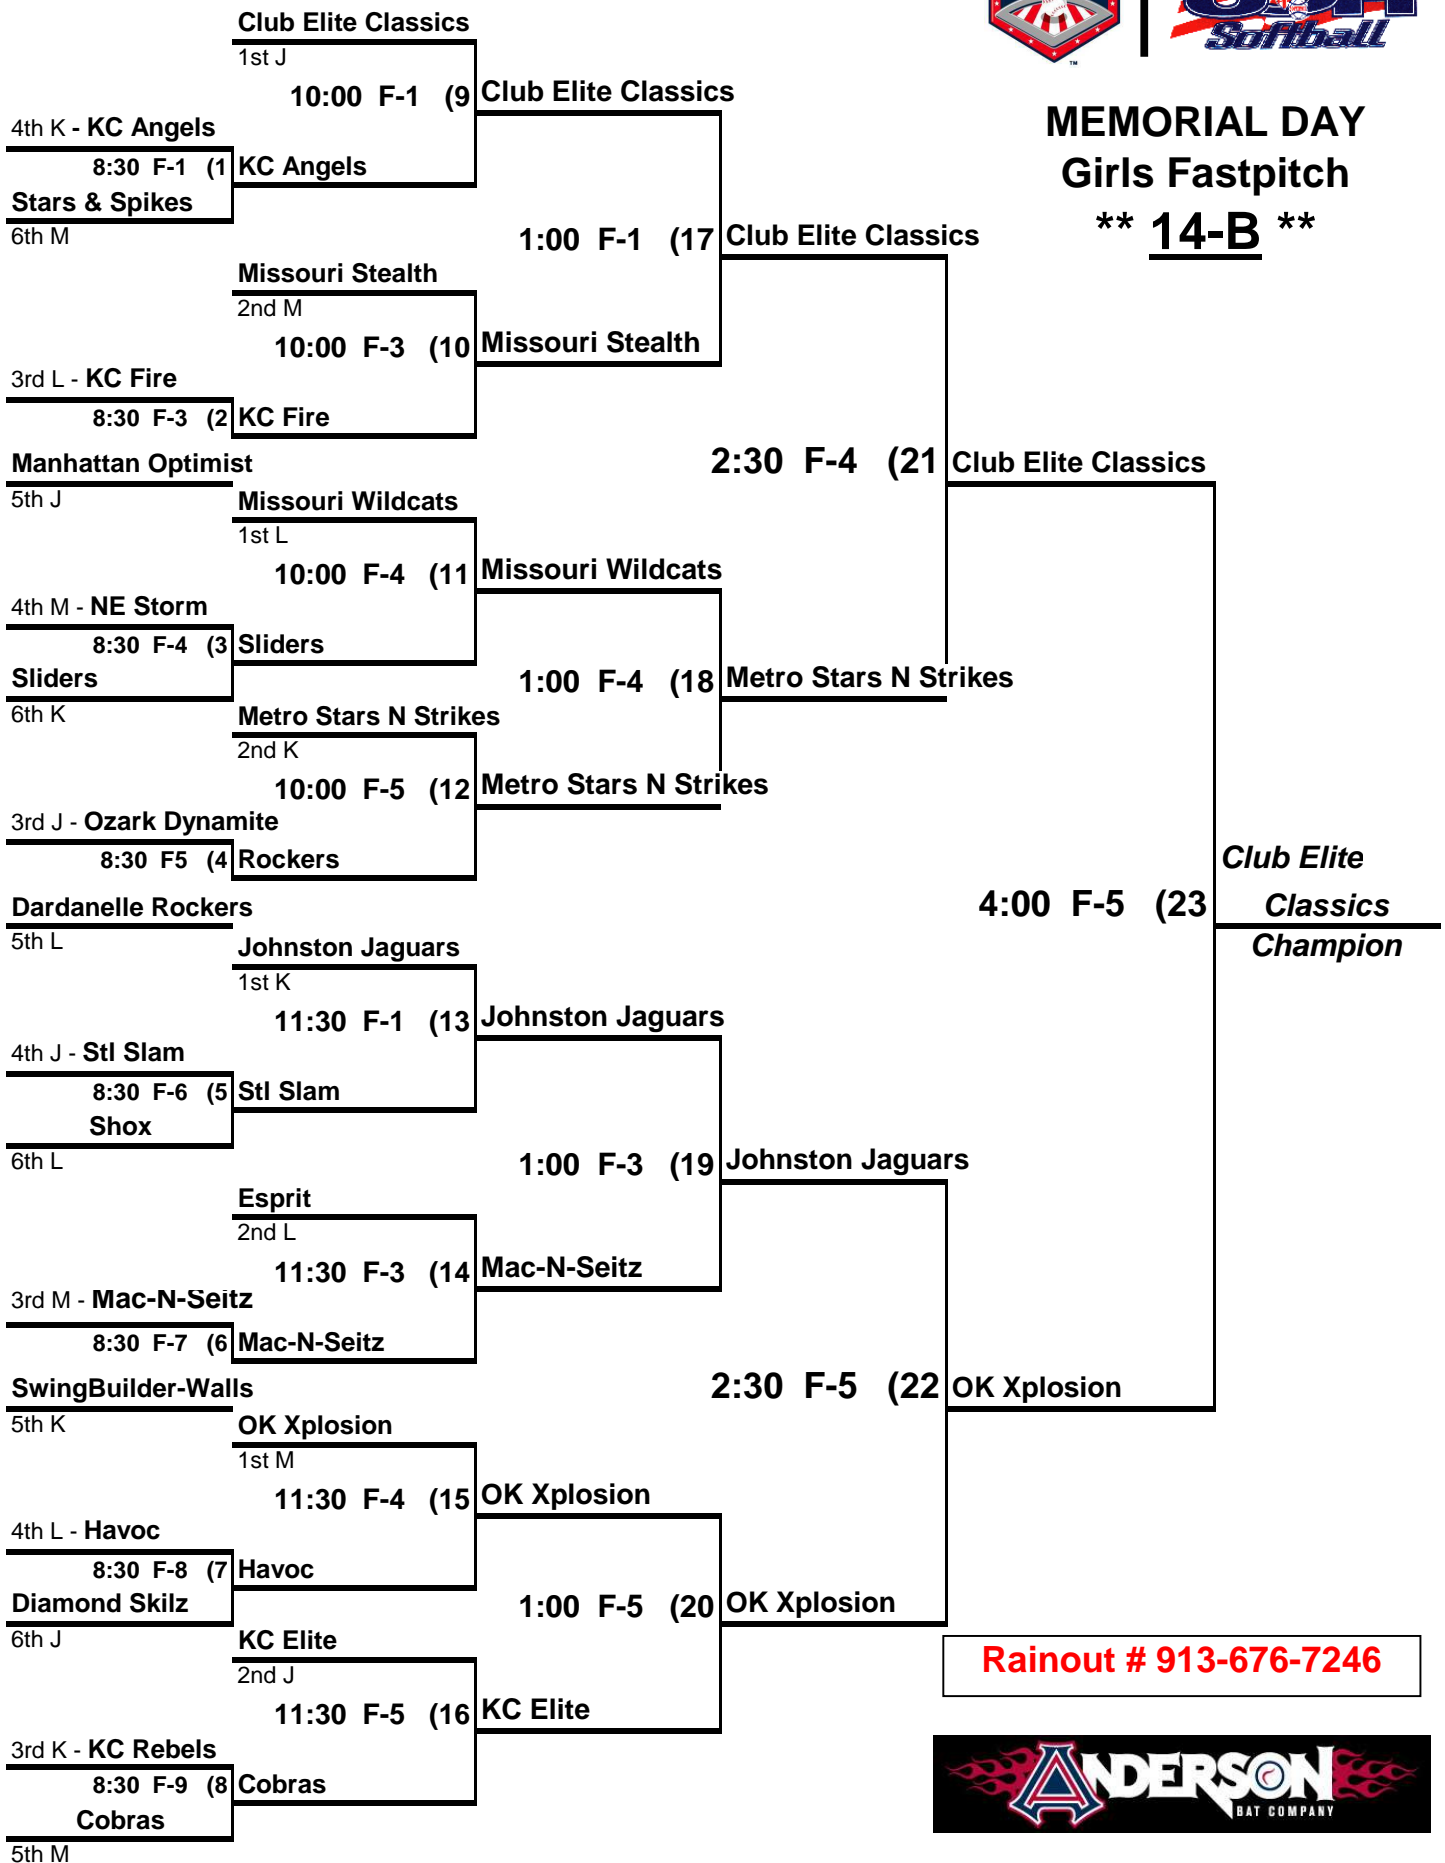 Club Elite Classics
1st J
10:00 F-1 (9
Club Elite Classics
4th K - KC Angels
8:30 F-1 (1
KC Angels
Stars & Spikes
6th M
1:00 F-1 (17
Club Elite Classics
Missouri Stealth
2nd M
10:00 F-3 (10
Missouri Stealth
3rd L - KC Fire
8:30 F-3 (2
KC Fire
Manhattan Optimist
5th J
2:30 F-4 (21
Club Elite Classics
Missouri Wildcats
1st L
10:00 F-4 (11
Missouri Wildcats
4th M - NE Storm
8:30 F-4 (3
Sliders
Sliders
6th K
1:00 F-4 (18
Metro Stars N Strikes
Metro Stars N Strikes
2nd K
10:00 F-5 (12
Metro Stars N Strikes
3rd J - Ozark Dynamite
8:30 F5 (4
Rockers
Dardanelle Rockers
5th L
4:00 F-5 (23
Club Elite
Classics
Champion
Johnston Jaguars
1st K
11:30 F-1 (13
Johnston Jaguars
4th J - Stl Slam
8:30 F-6 (5
Stl Slam
Shox
6th L
1:00 F-3 (19
Johnston Jaguars
Esprit
2nd L
11:30 F-3 (14
Mac-N-Seitz
3rd M - Mac-N-Seitz
8:30 F-7 (6
Mac-N-Seitz
SwingBuilder-Walls
5th K
2:30 F-5 (22
OK Xplosion
OK Xplosion
1st M
11:30 F-4 (15
OK Xplosion
4th L - Havoc
8:30 F-8 (7
Havoc
Diamond Skilz
6th J
1:00 F-5 (20
OK Xplosion
KC Elite
2nd J
11:30 F-5 (16
KC Elite
3rd K - KC Rebels
8:30 F-9 (8
Cobras
Cobras
5th M
TM
Softball
MEMORIAL DAY
Girls Fastpitch
** 14-B **
Rainout # 913-676-7246
ANDERSON
BAT COMPANY